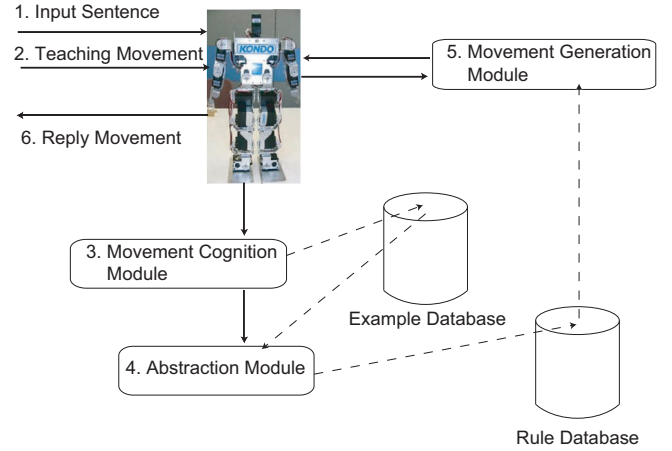 1. Input Sentence
2. Teaching Movement
6. Reply Movement
KONDO
5. Movement Generation
Module
3. Movement Cognition
Module
Example Database
4. Abstraction Module
Rule Database